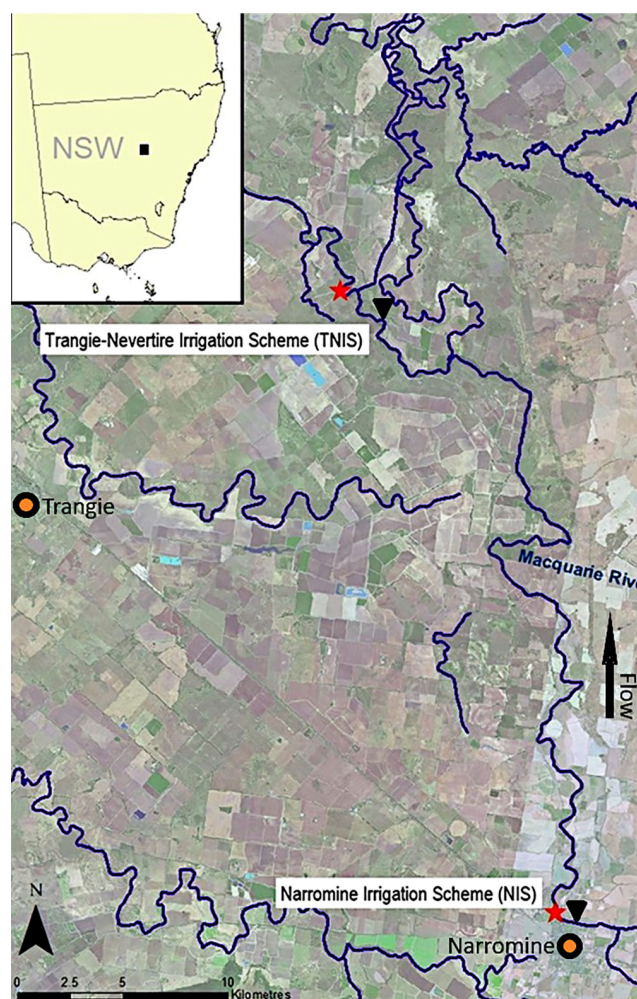 NSW
Trangie-Nevertire Irrigation Scheme (TNIS)
Trangie
Macquarie Rive
Flow
Narromine Irrigation Scheme (NIS)
N
Narromine
0 2.5 5 10
Kilometres